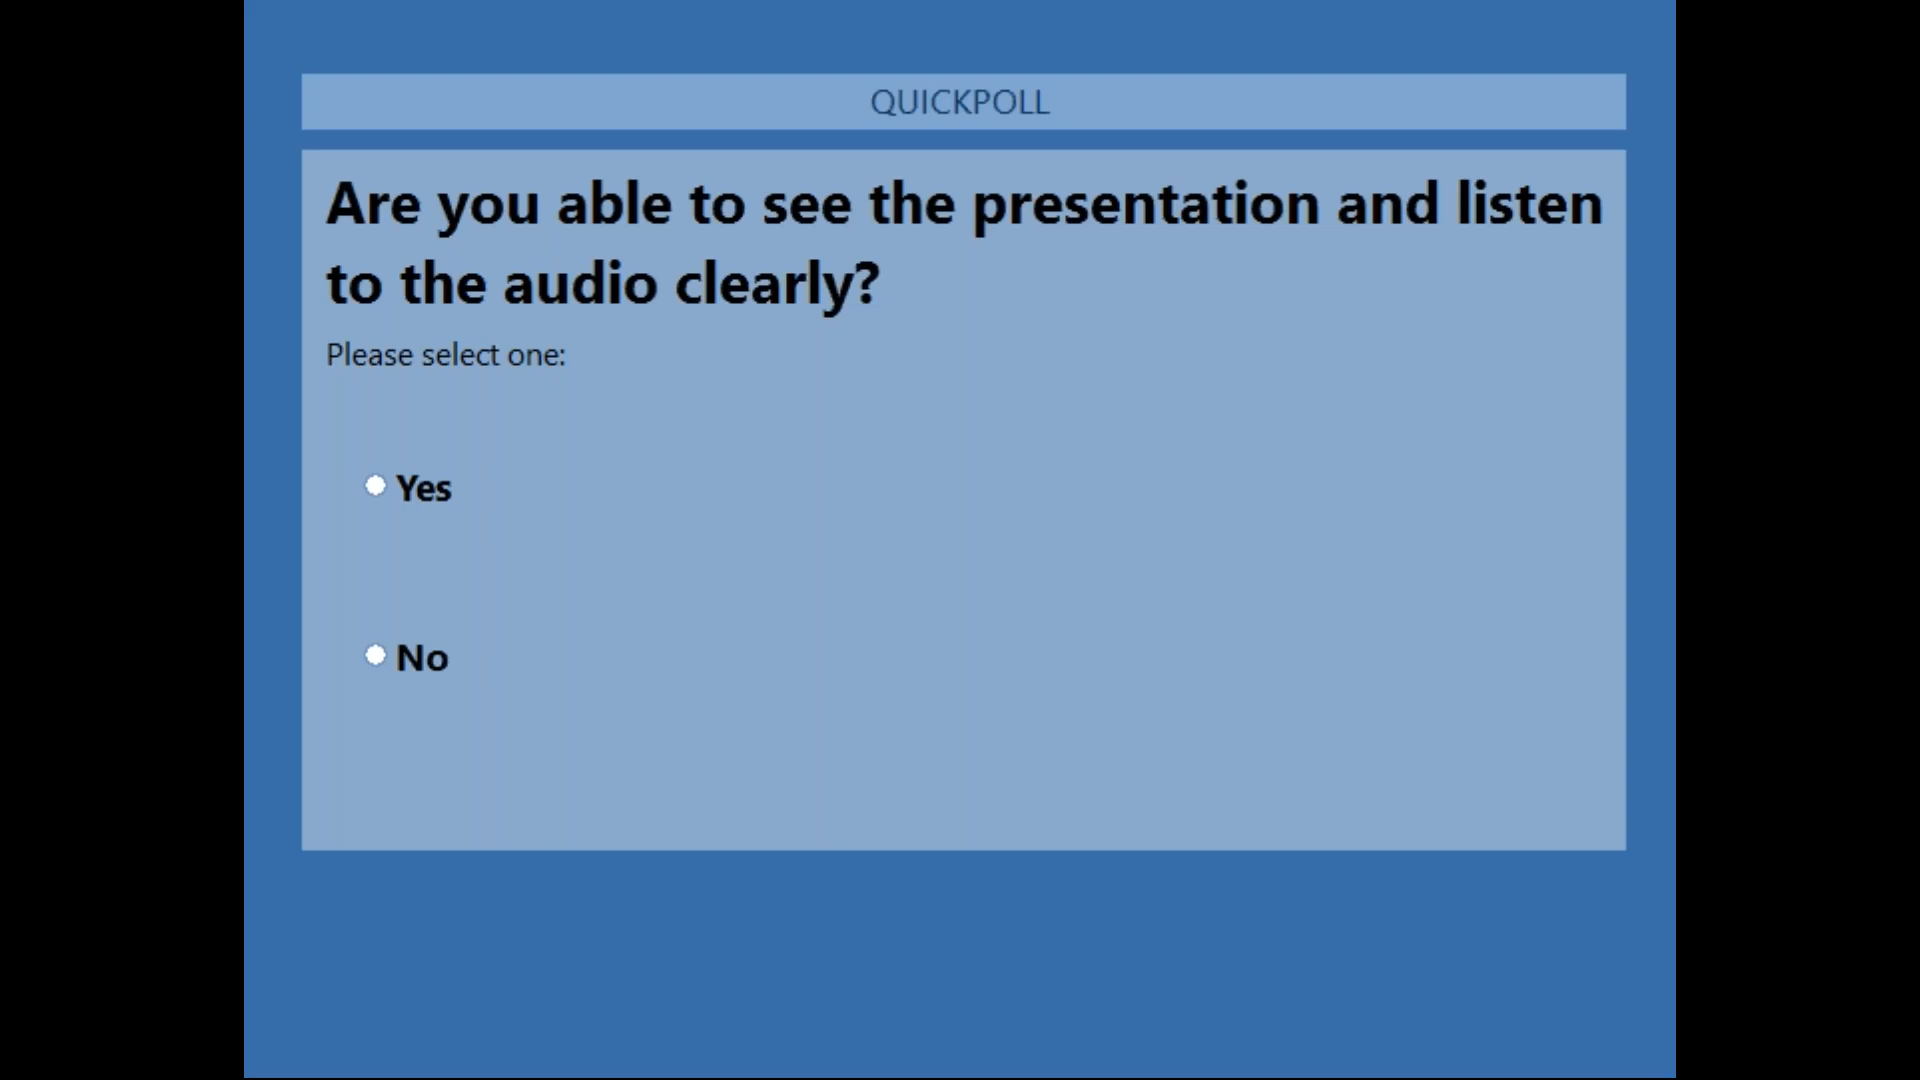 QUICKPOLL
Are you able to see the presentation and listen
to the audio clearly?
Please select one:
Yes
No